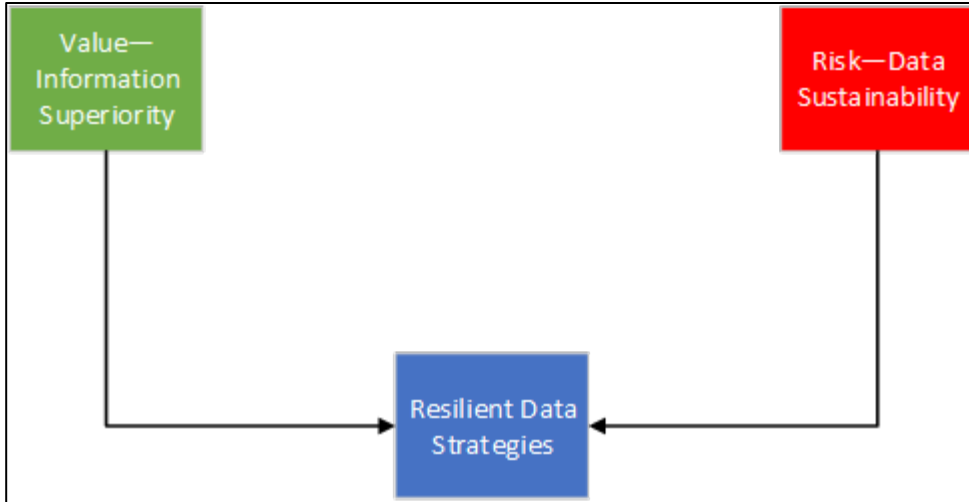 Value—
Information
Superiority
Risk—Data
Sustainability
Resilient Data
Strategies